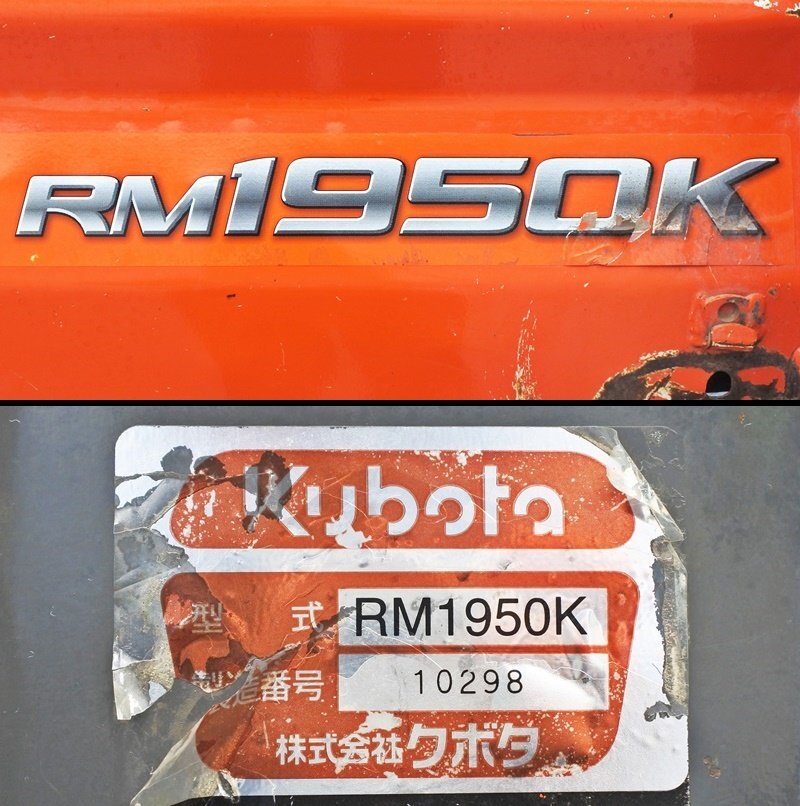 RM1950K
Kubota
型 式 RM1950K
製造番号 10298
株式会社クボタ